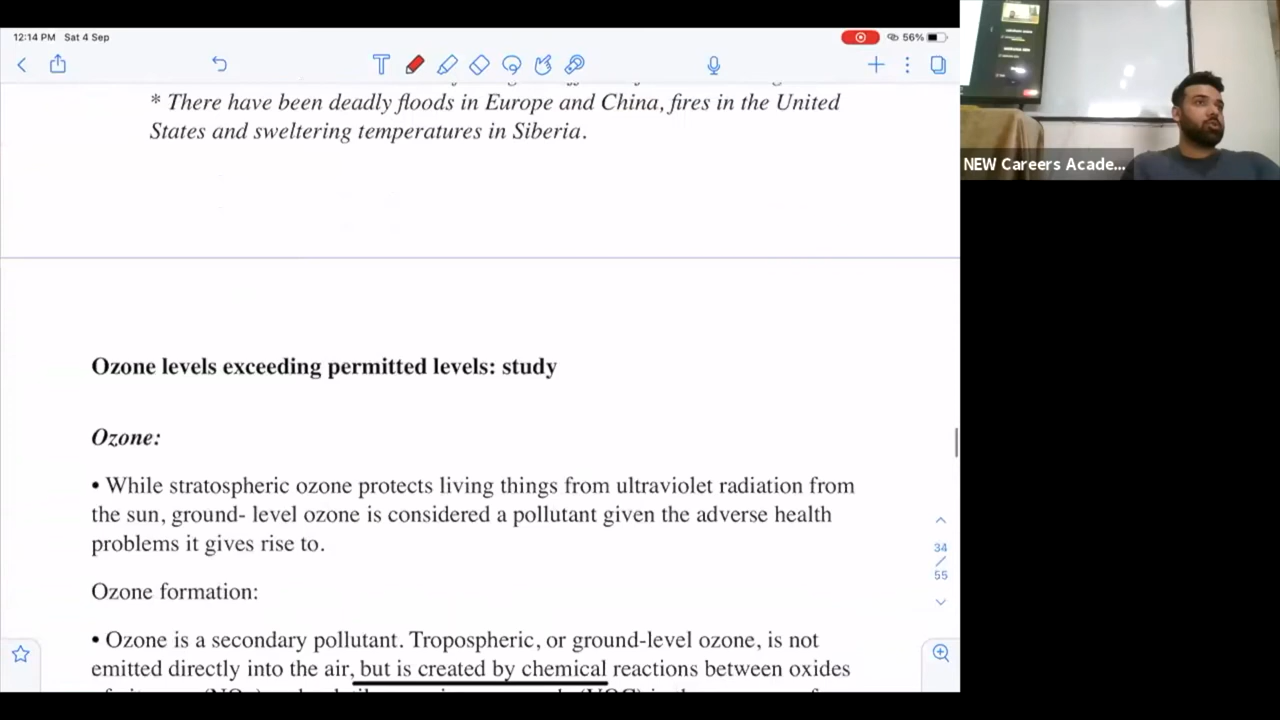 12:14 PM Sat 4 Sep
56%
* There have been deadly floods in Europe and China, fires in the United
States and sweltering temperatures in Siberia.
NEW Careers Acade...
Ozone levels exceeding permitted levels: study
Ozone:
• While stratospheric ozone protects living things from ultraviolet radiation from
the sun, ground- level ozone is considered a pollutant given the adverse health
problems it gives rise to.
34
/
55
Ozone formation:
• Ozone is a secondary pollutant. Tropospheric, or ground-level ozone, is not
emitted directly into the air, but is created by chemical reactions between oxides